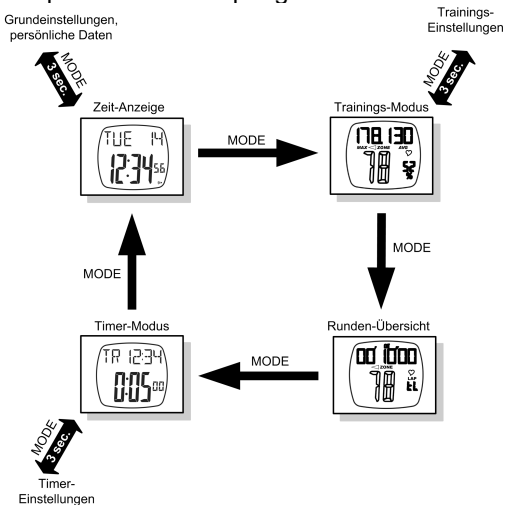 Grundeinstellungen,
persönliche Daten
Trainings-
Einstellungen
MODE
3 sec.
MODE
3 sec.
Zeit-Anzeige
Trainings-Modus
TUE 14
12:34 56
MODE
178 130
MAX ZONE AVG
78
MODE
MODE
Timer-Modus
Runden-Übersicht
TR 12:34
0:05 00
MODE
00' 16'00
ZONE
78
LAP
MODE
3 sec.
Timer-
Einstellungen